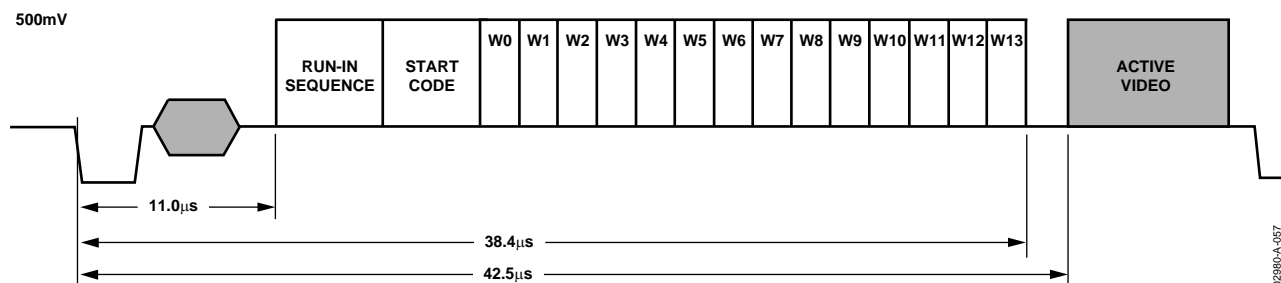 500mV
RUN-IN
SEQUENCE
START
CODE
W0 W1 W2 W3 W4 W5 W6 W7 W8 W9 W10 W11 W12 W13
ACTIVE
VIDEO
11.0μs
38.4μs
42.5μs
02980-A-057